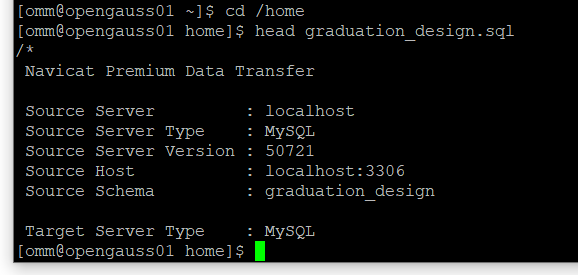 [omm@opengauss01 ~]$ cd /home
[omm@opengauss01 home]$ head graduation_design.sql
/*
 Navicat Premium Data Transfer

 Source Server         : localhost
 Source Server Type    : MySQL
 Source Server Version : 50721
 Source Host           : localhost:3306
 Source Schema         : graduation_design

 Target Server Type    : MySQL
[omm@opengauss01 home]$